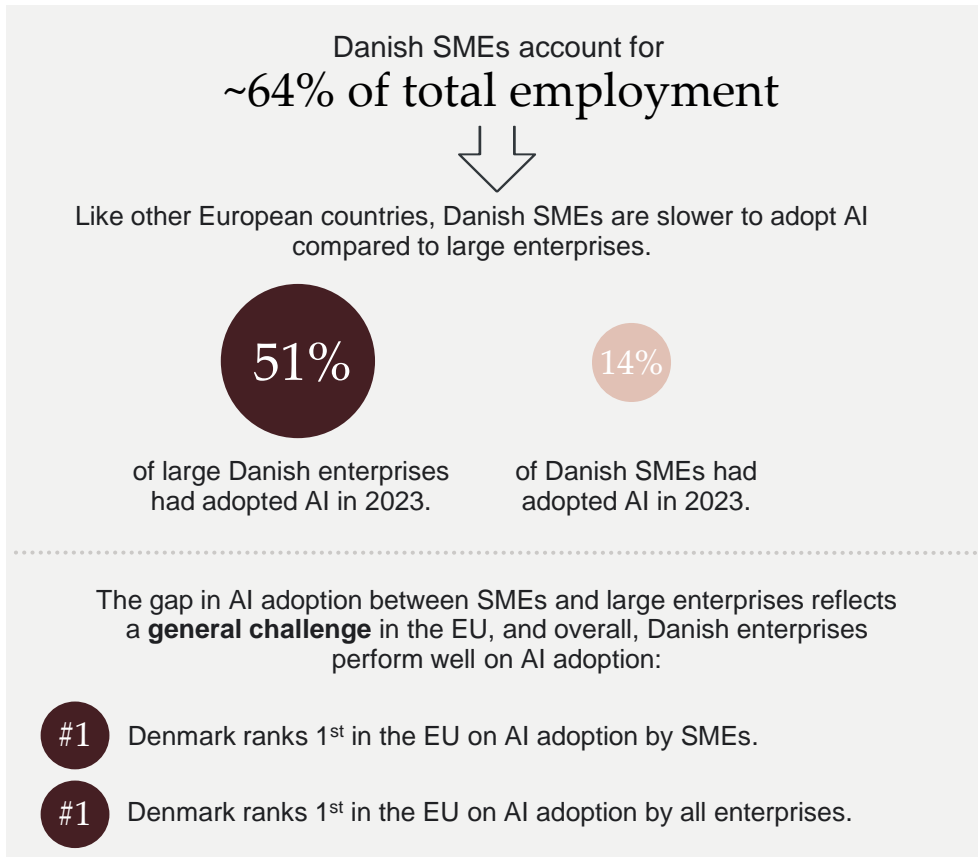 Danish SMEs account for
~64% of total employment
Like other European countries, Danish SMEs are slower to adopt AI
compared to large enterprises.
51%
14%
of large Danish enterprises
had adopted AI in 2023.
of Danish SMEs had
adopted AI in 2023.
The gap in AI adoption between SMEs and large enterprises reflects
a general challenge in the EU, and overall, Danish enterprises
perform well on AI adoption:
#1 Denmark ranks 1st in the EU on AI adoption by SMEs.
#1 Denmark ranks 1st in the EU on AI adoption by all enterprises.